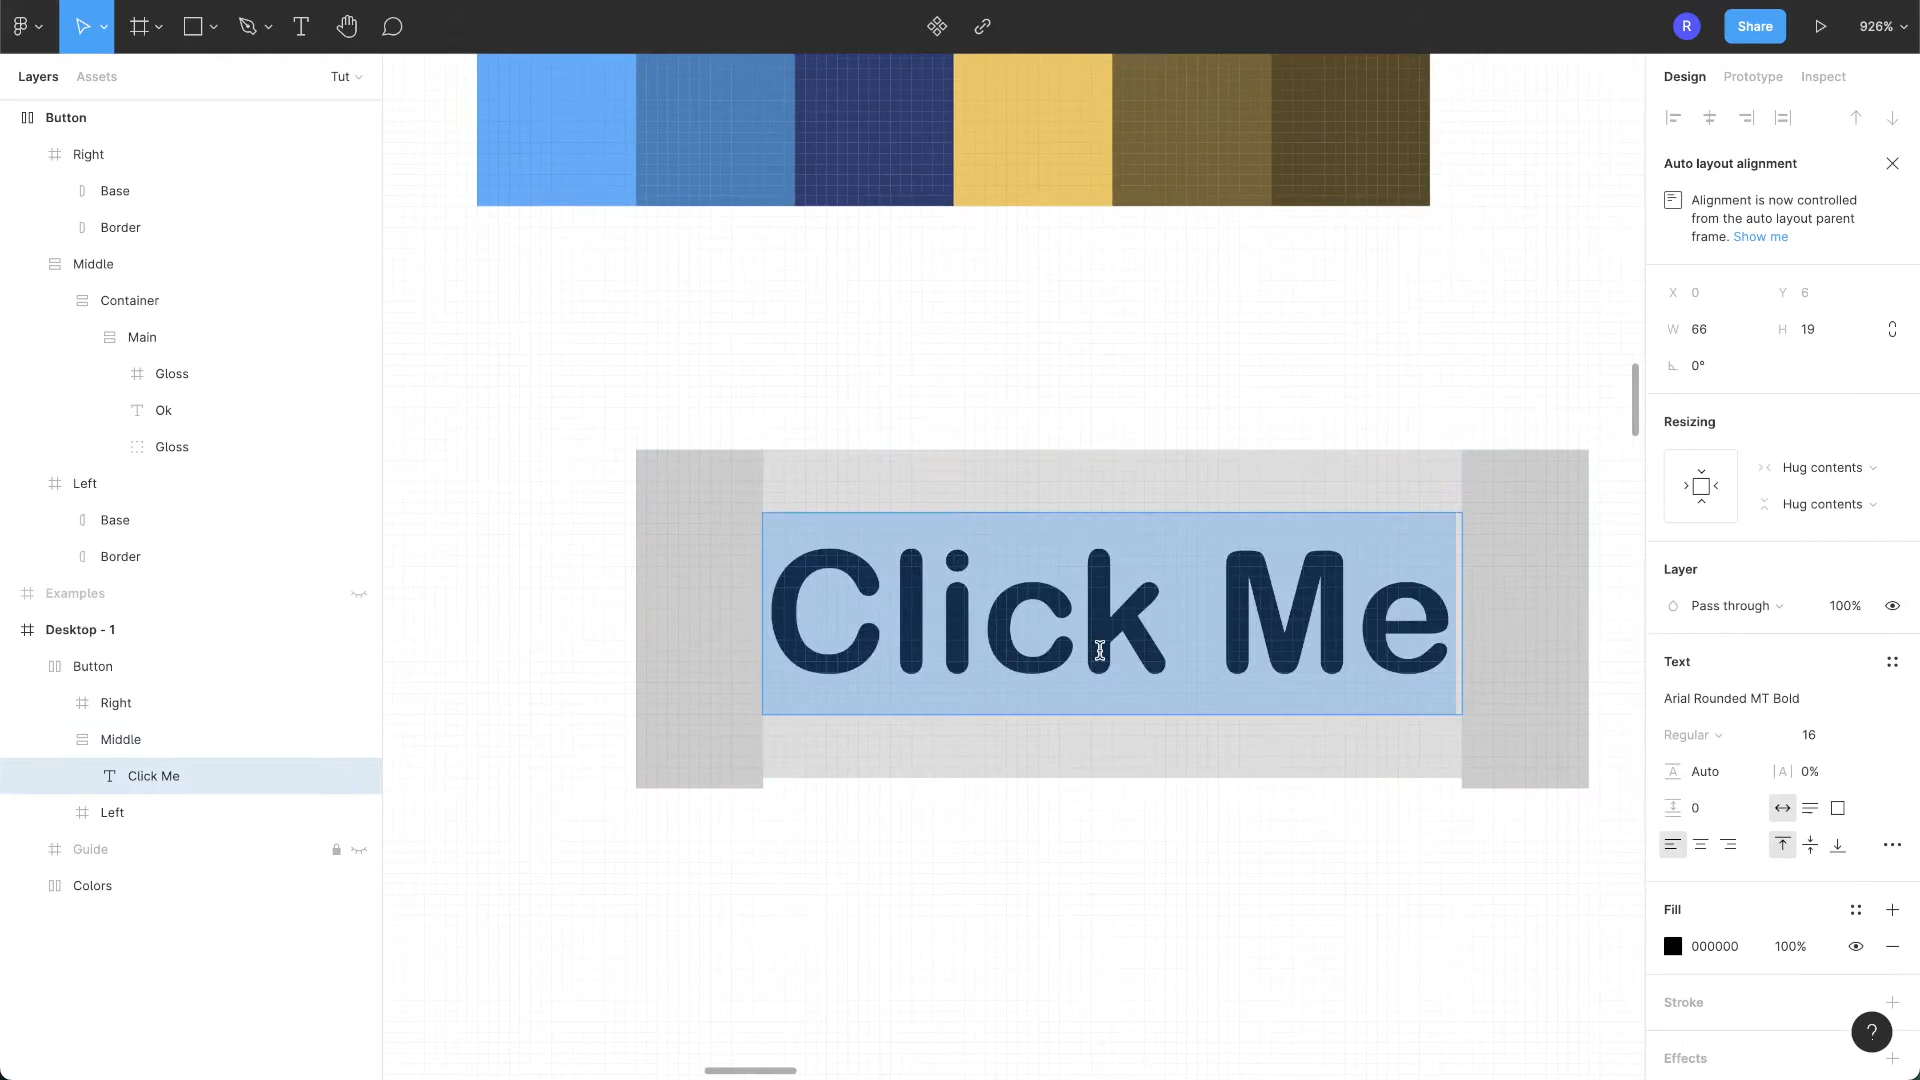 R
Share
926%
Layers
Assets
Tut
Button
Right
Base
Border
Middle
Container
Main
Gloss
Ok
Gloss
Left
Base
Border
Examples
Desktop - 1
Button
Right
Middle
Click Me
Left
Guide
Colors
Click Me
Design
Prototype
Inspect
Auto layout alignment
Alignment is now controlled
from the auto layout parent
frame. Show me
X 0
Y 6
W 66
H 19
0°
Resizing
Hug contents
Hug contents
Layer
Pass through
100%
Text
Arial Rounded MT Bold
Regular
16
A Auto
|A| 0%
0
Fill
000000
100%
Stroke
Effects
?